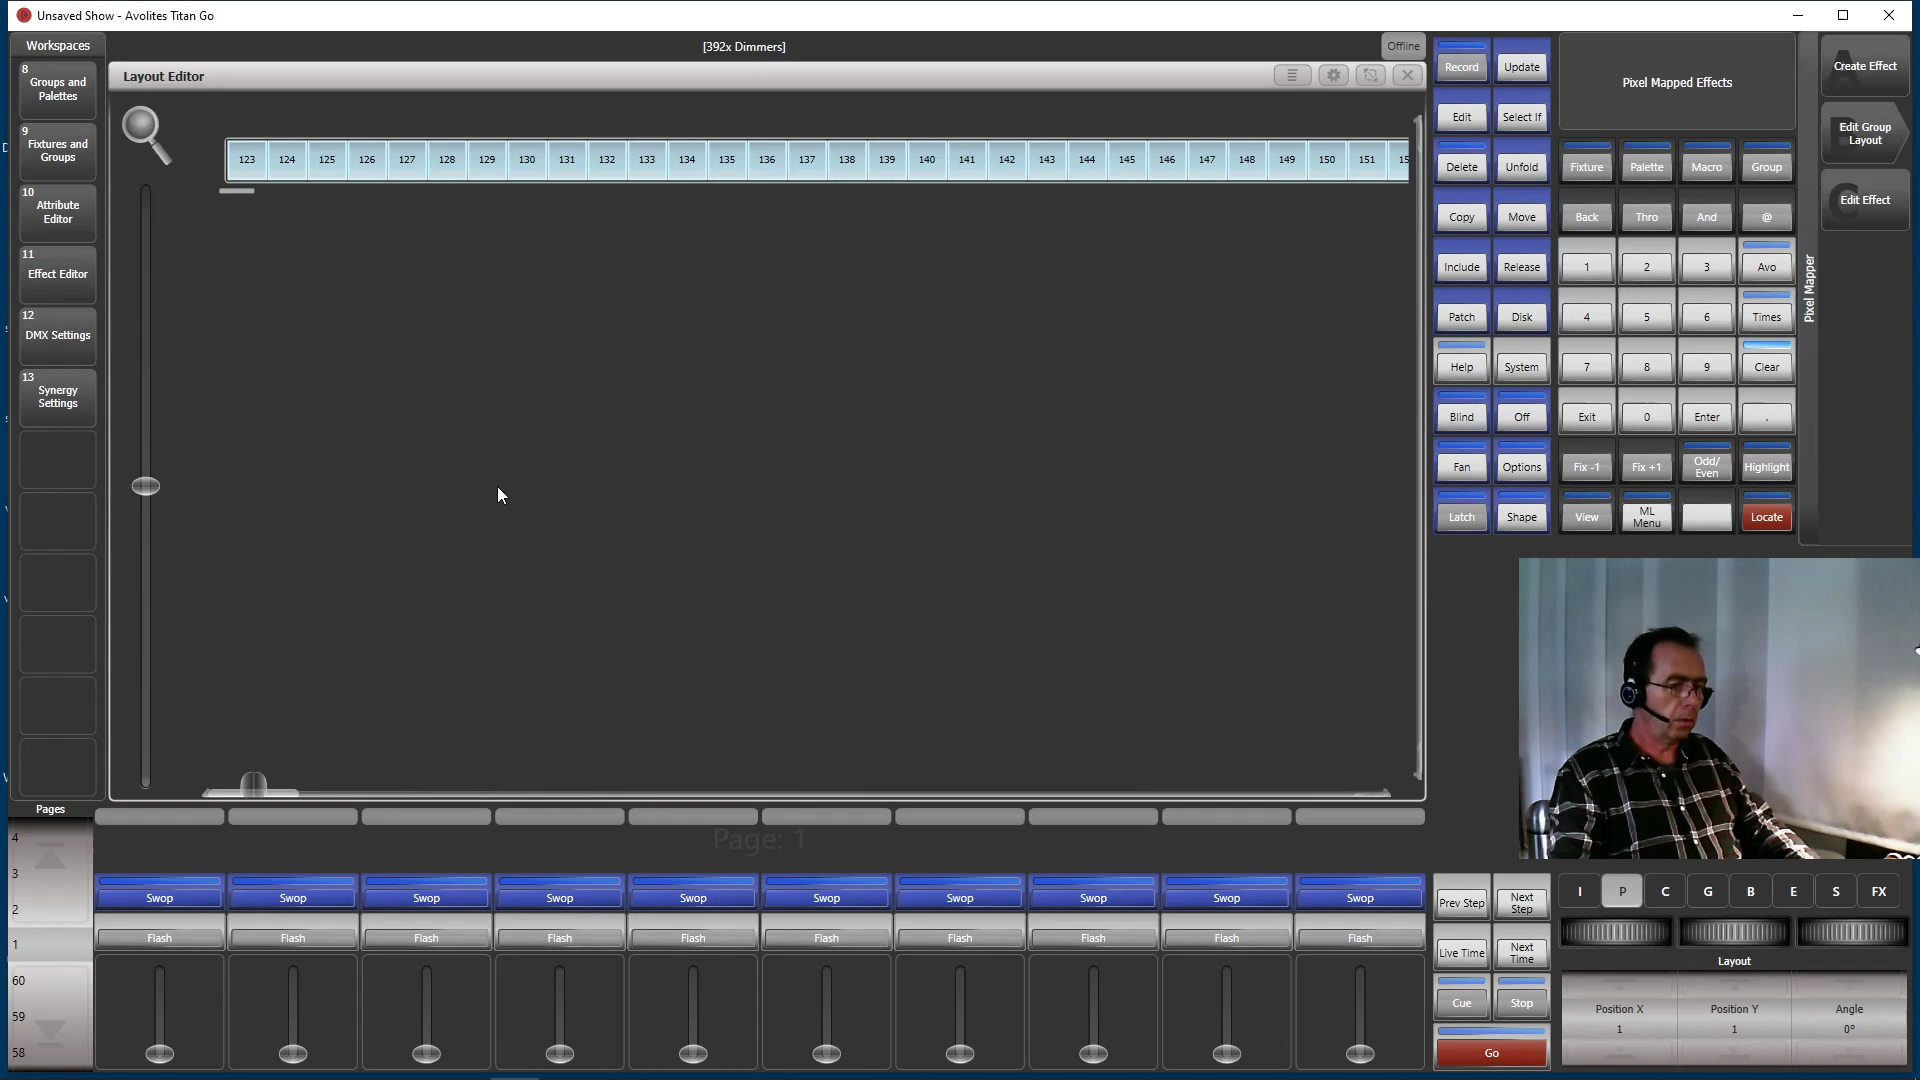 Unsaved Show - Avolites Titan Go
Workspaces
[392x Dimmers]
Offline
Layout Editor
8
Groups and
Palettes
9
Fixtures and
Groups
10
Attribute
Editor
11
Effect Editor
12
DMX Settings
13
Synergy
Settings
123 124 125 126 127 128 129 130 131 132 133 134 135 136 137 138 139 140 141 142 143 144 145 146 147 148 149 150 151 15
Record Update
Edit Select If
Delete Unfold
Copy Move
Include Release
Patch Disk
Help System
Blind Off
Fan Options
Latch Shape
Pixel Mapped Effects
Fixture Palette Macro Group
Back Thro And @
1 2 3 Avo
4 5 6 Times
7 8 9 Clear
Exit 0 Enter .
Fix -1 Fix +1 Odd/
Even Highlight
View ML
Menu Locate
Pixel Mapper
A
Create Effect
B
Edit Group
Layout
C
Edit Effect
Pages
4
3
2
1
60
59
58
Page: 1
Swop Swop Swop Swop Swop Swop Swop Swop Swop Swop
Flash Flash Flash Flash Flash Flash Flash Flash Flash Flash
Prev Step Next
Step
Live Time Next
Time
Cue Stop
Go
I P C G B E S FX
Layout
Position X Position Y Angle
1 1 0°